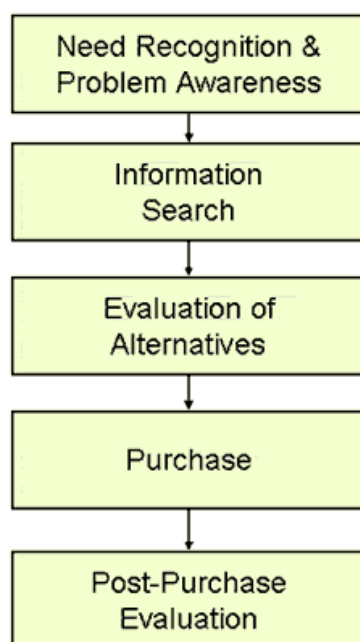 Need Recognition &
Problem Awareness
Information
Search
Evaluation of
Alternatives
Purchase
Post-Purchase
Evaluation